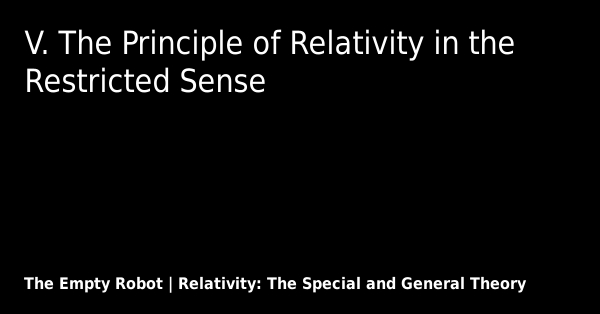 V. The Principle of Relativity in the
Restricted Sense
The Empty Robot | Relativity: The Special and General Theory